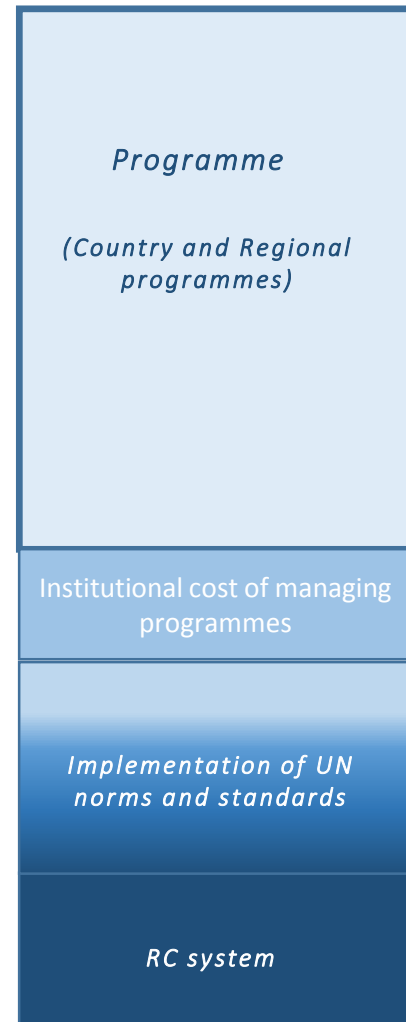 Programme
(Country and Regional
programmes)
Institutional cost of managing
programmes
Implementation of UN
norms and standards
RC system